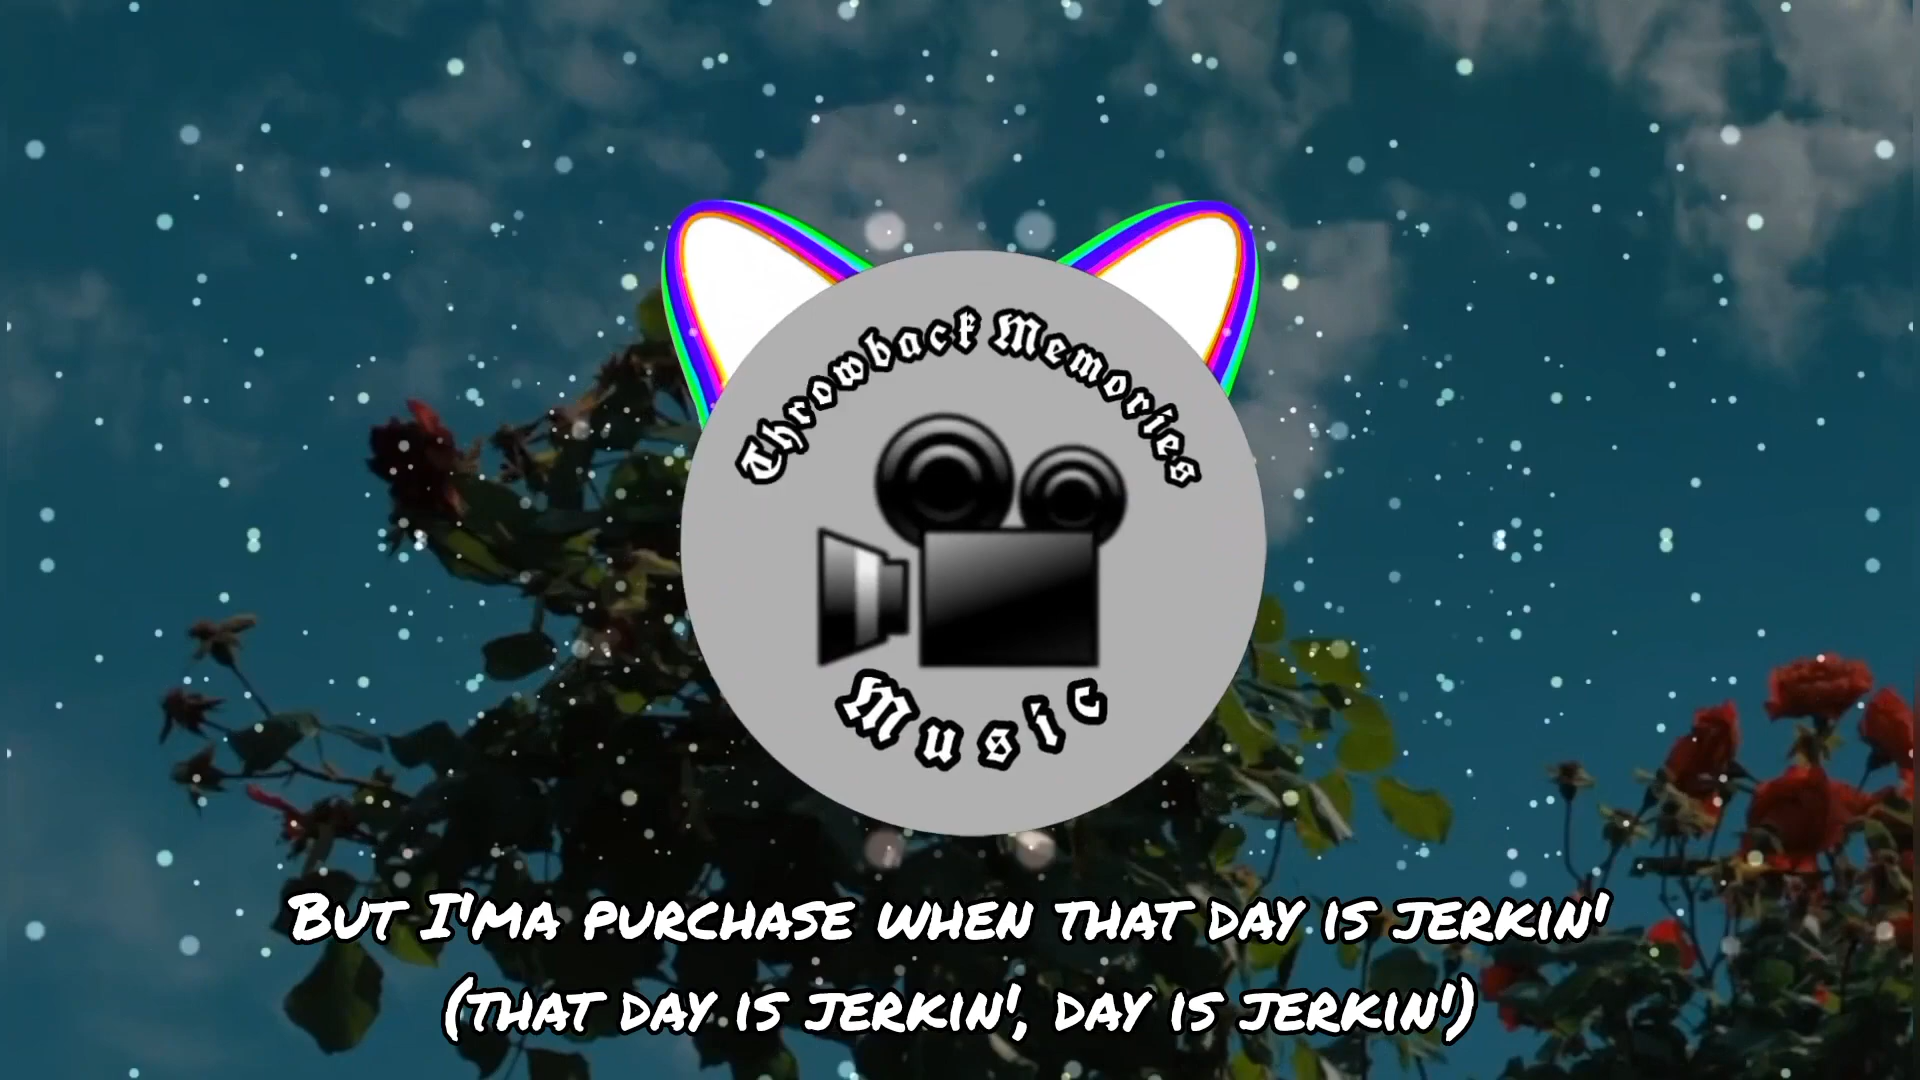 Throwback Memories
Music
But I'ma purchase when that day is jerkin'
(that day is jerkin', day is jerkin')